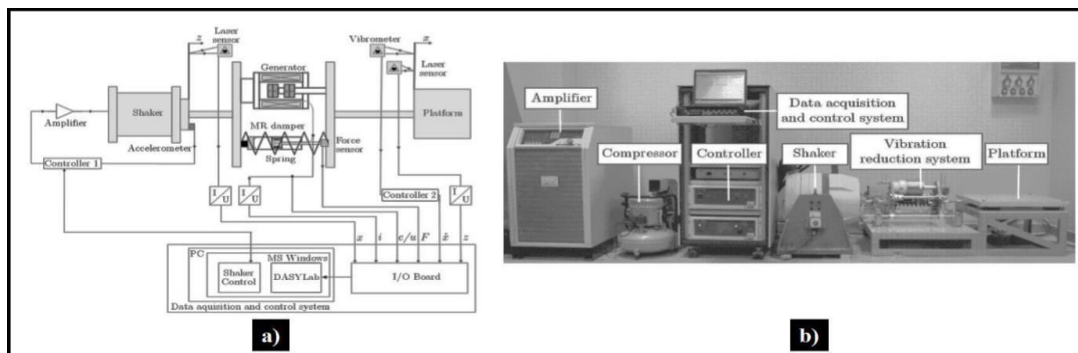 z
Laser
sensor
Vibrometer
x
Laser
sensor
Generator
Shaker
Amplifier
Platform
MR damper
Accelerometer
Force
sensor
Spring
Controller 1
I
U
I
U
Controller 2
I
U
x i e/u F ẋ z
PC
MS Windows
Shaker
Control
DASYLab
I/O Board
Data aquisition and control system
a)
Amplifier
Data acquisition
and control system
Compressor
Controller
Shaker
Vibration
reduction system
Platform
b)